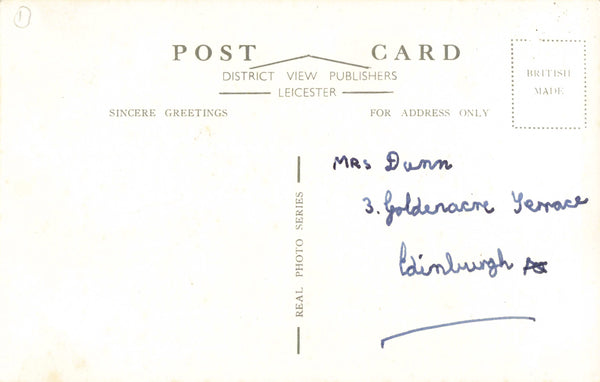 1
POST CARD
DISTRICT VIEW PUBLISHERS
LEICESTER
SINCERE GREETINGS
FOR ADDRESS ONLY
BRITISH
MADE
REAL PHOTO SERIES
MRS Dunn
3. Goldenacre Terrace
Edinburgh